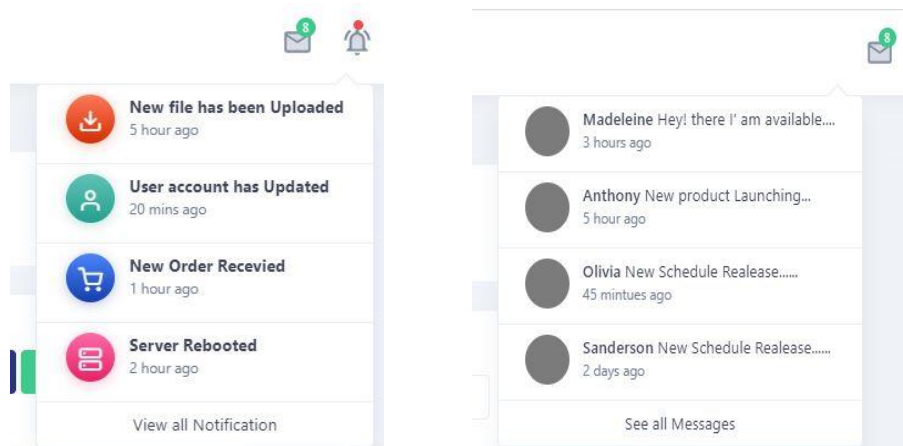 8
New file has been Uploaded
5 hour ago
User account has Updated
20 mins ago
New Order Recevied
1 hour ago
Server Rebooted
2 hour ago
View all Notification
8
Madeleine Hey! there I' am available....
3 hours ago
Anthony New product Launching...
5 hour ago
Olivia New Schedule Realease......
45 mintues ago
Sanderson New Schedule Realease......
2 days ago
See all Messages